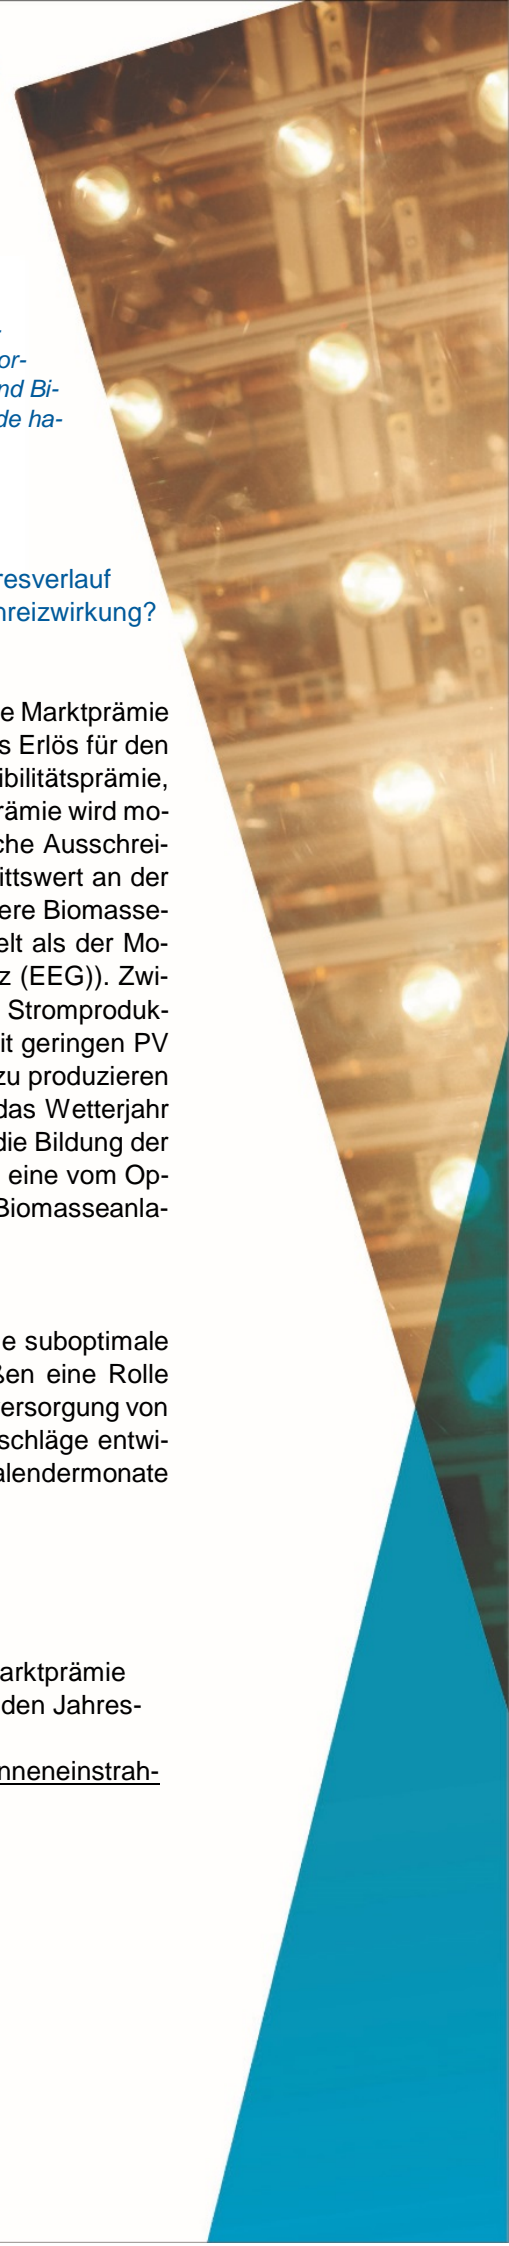 or-
nd Bi-
de ha-
resverlauf
nreizwirkung?
e Marktprämie
s Erlös für den
ibilitätsprämie,
rämie wird mo-
che Ausschrei-
ittswert an der
ere Biomasse-
elt als der Mo-
z (EEG)). Zwi-
Stromproduk-
it geringen PV
zu produzieren
das Wetterjahr
die Bildung der
eine vom Op-
Biomasseanla-
e suboptimale
ßen eine Rolle
ersorgung von
schläge entwi-
alendermonate
arktprämie
den Jahres-
nneneinstrah-